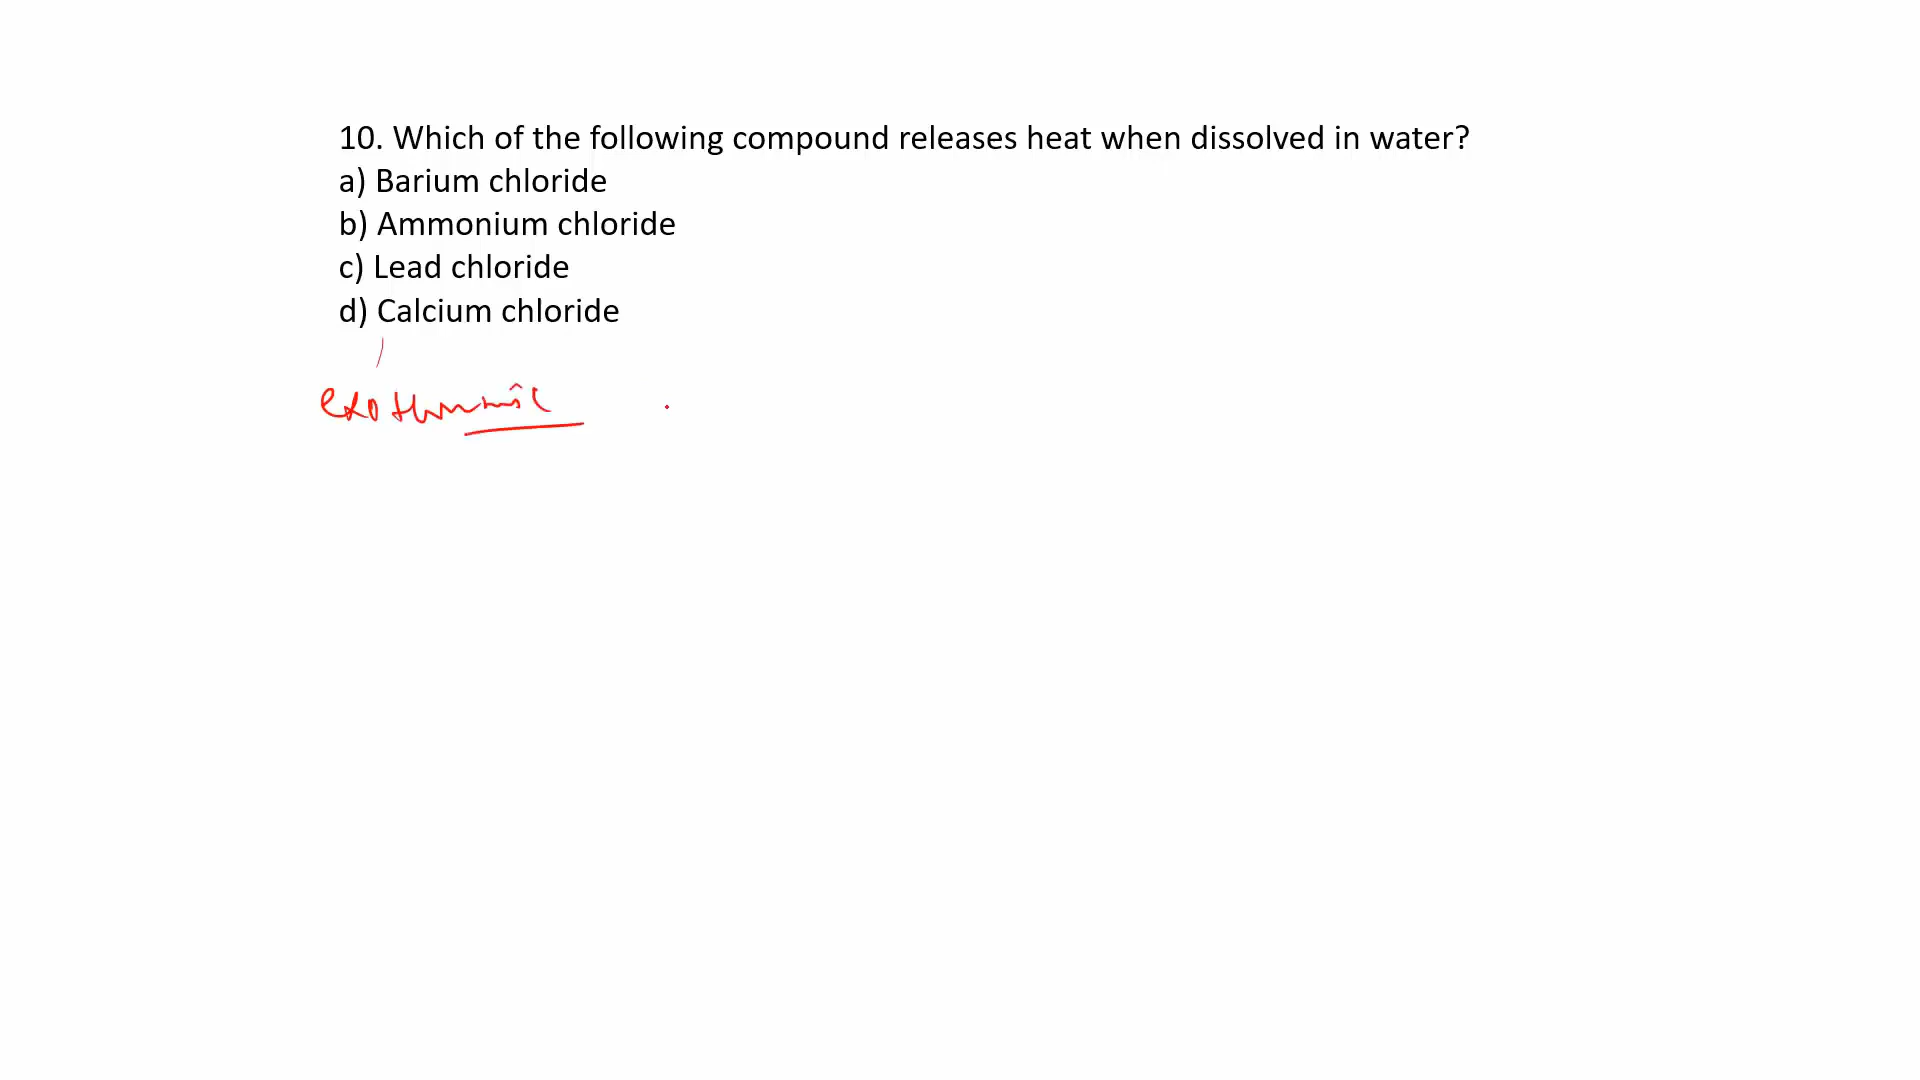 10. Which of the following compound releases heat when dissolved in water?
a) Barium chloride
b) Ammonium chloride
c) Lead chloride
d) Calcium chloride
exothermic